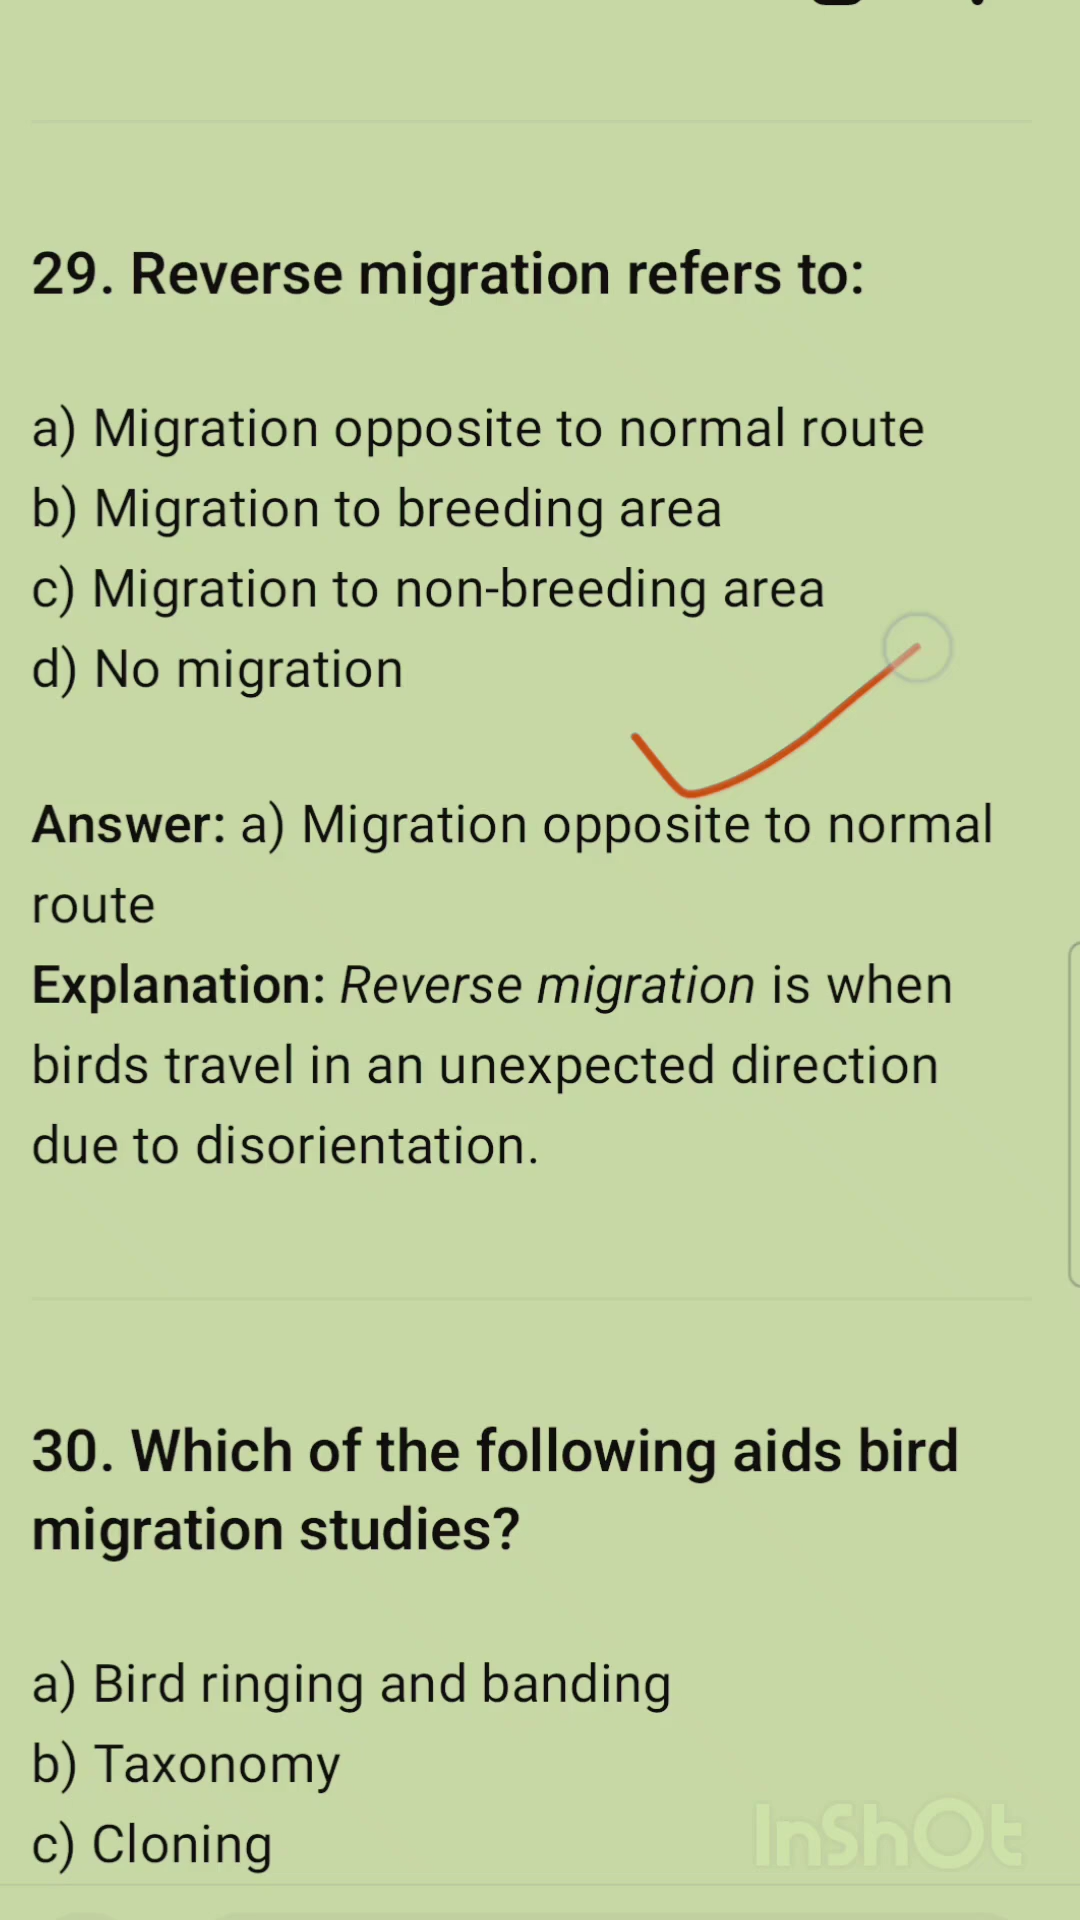 29. Reverse migration refers to:
a) Migration opposite to normal route
b) Migration to breeding area
c) Migration to non-breeding area
d) No migration
Answer: a) Migration opposite to normal
route
Explanation: Reverse migration is when
birds travel in an unexpected direction
due to disorientation.
30. Which of the following aids bird
migration studies?
a) Bird ringing and banding
b) Taxonomy
c) Cloning
InShOt